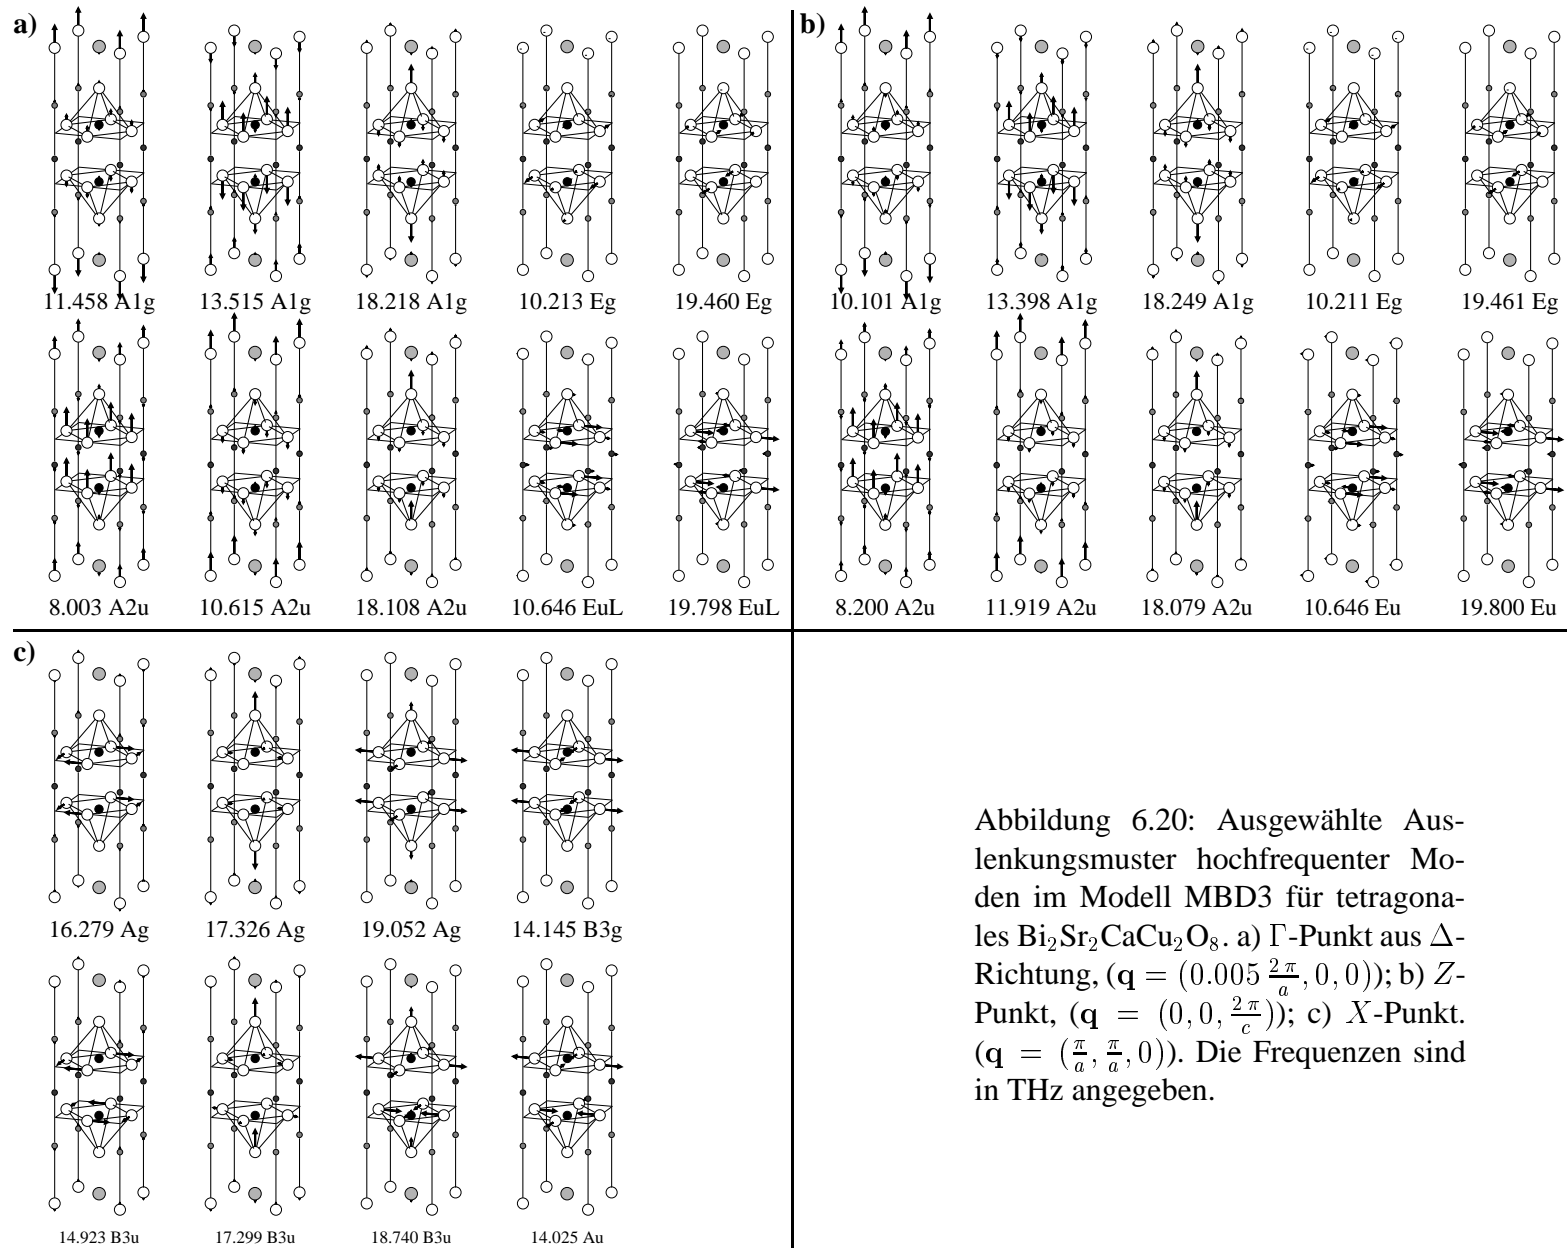 a)
11.458 A1g 13.515 A1g 18.218 A1g 10.213 Eg 19.460 Eg
8.003 A2u 10.615 A2u 18.108 A2u 10.646 EuL 19.798 EuL
b)
10.101 A1g 13.398 A1g 18.249 A1g 10.211 Eg 19.461 Eg
8.200 A2u 11.919 A2u 18.079 A2u 10.646 Eu 19.800 Eu
c)
16.279 Ag 17.326 Ag 19.052 Ag 14.145 B3g
14.923 B3u 17.299 B3u 18.740 B3u 14.025 Au
Abbildung 6.20: Ausgewählte Aus-
lenkungsmuster hochfrequenter Mo-
den im Modell MBD3 für tetragona-
les Bi₂Sr₂CaCu₂O₈. a) Γ-Punkt aus Δ-
Richtung, (q = (0.005 2π/a, 0, 0)); b) Z-
Punkt, (q = (0, 0, 2π/c)); c) X-Punkt.
(q = (π/a, π/a, 0)). Die Frequenzen sind
in THz angegeben.